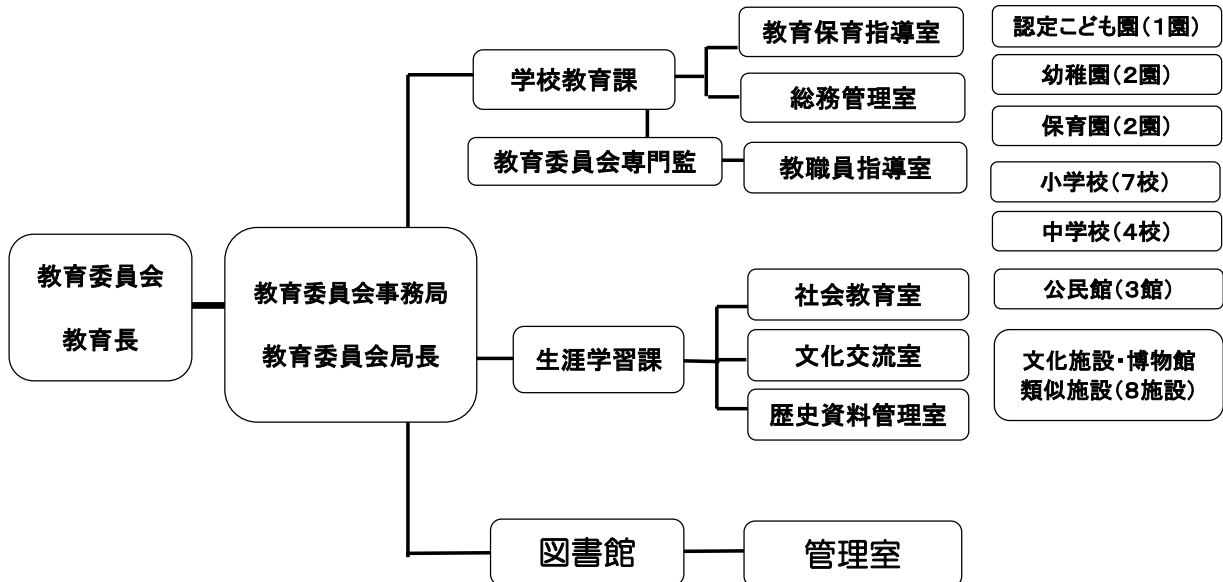 教育委員会
教育長
教育委員会事務局
教育委員会局長
学校教育課
教育委員会専門監
教育保育指導室
総務管理室
教職員指導室
生涯学習課
社会教育室
文化交流室
歴史資料管理室
図書館
管理室
認定こども園(1園)
幼稚園(2園)
保育園(2園)
小学校(7校)
中学校(4校)
公民館(3館)
文化施設・博物館
類似施設(8施設)